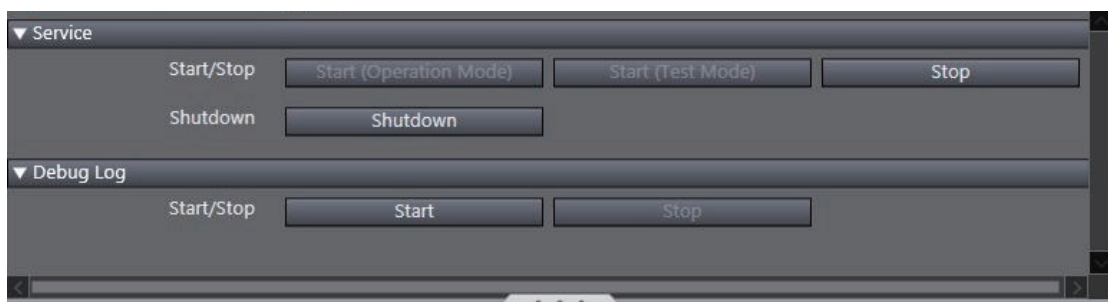 ▼ Service
Start/Stop Start (Operation Mode) Start (Test Mode) Stop
Shutdown Shutdown
▼ Debug Log
Start/Stop Start Stop